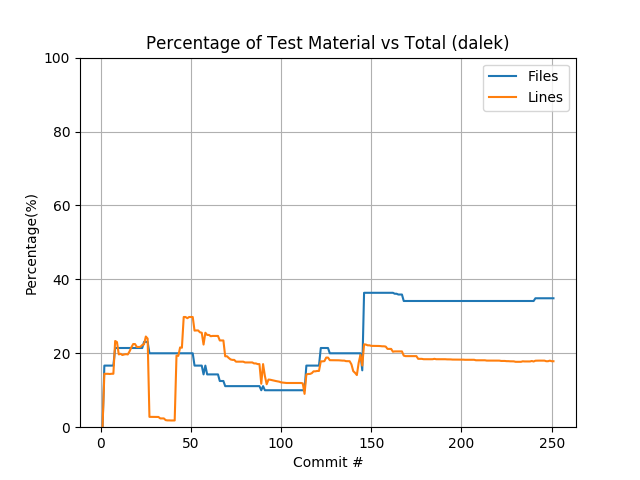 Percentage of Test Material vs Total (dalek)
Files
Lines
100
80
60
40
20
0
Percentage(%)
0 50 100 150 200 250
Commit #